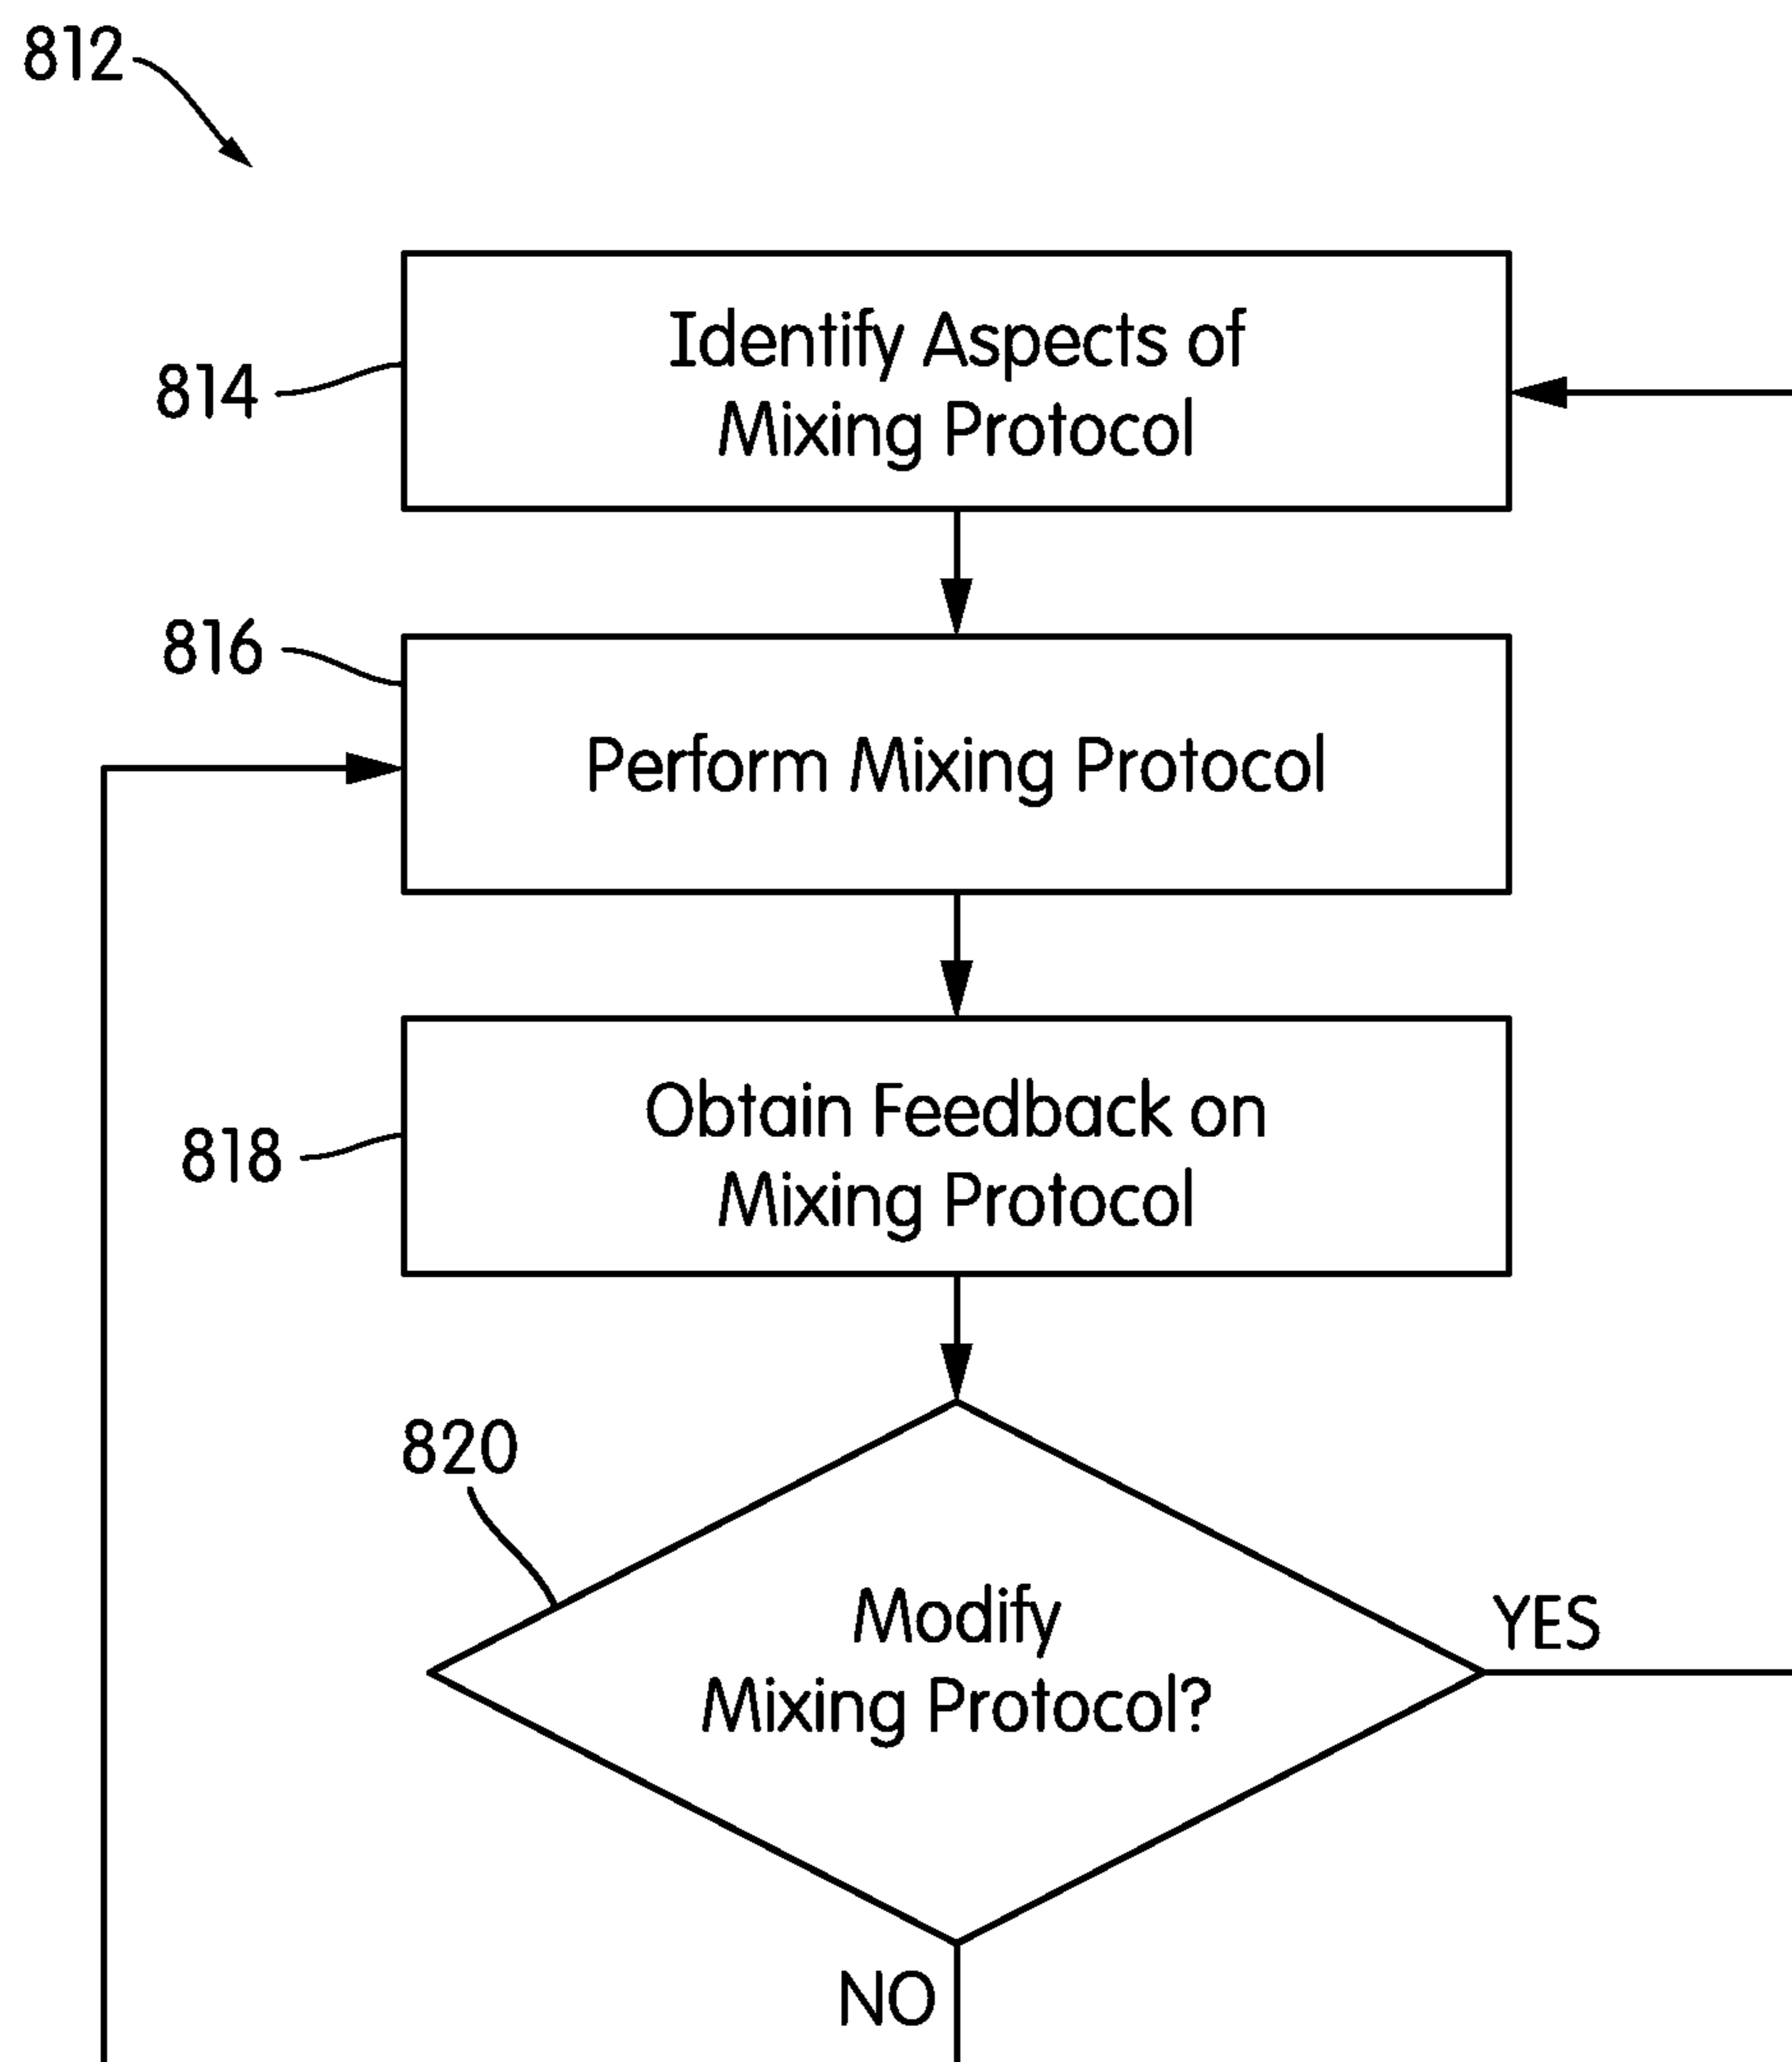 812
814
Identify Aspects of
Mixing Protocol
816
Perform Mixing Protocol
818
Obtain Feedback on
Mixing Protocol
820
Modify
Mixing Protocol?
YES
NO